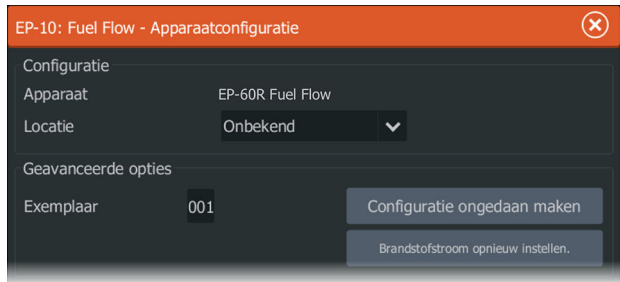 EP-10: Fuel Flow - Apparaatconfiguratie
Configuratie
Apparaat EP-60R Fuel Flow
Locatie Onbekend
Geavanceerde opties
Exemplaar 001 Configuratie ongedaan maken
Brandstofstroom opnieuw instellen.